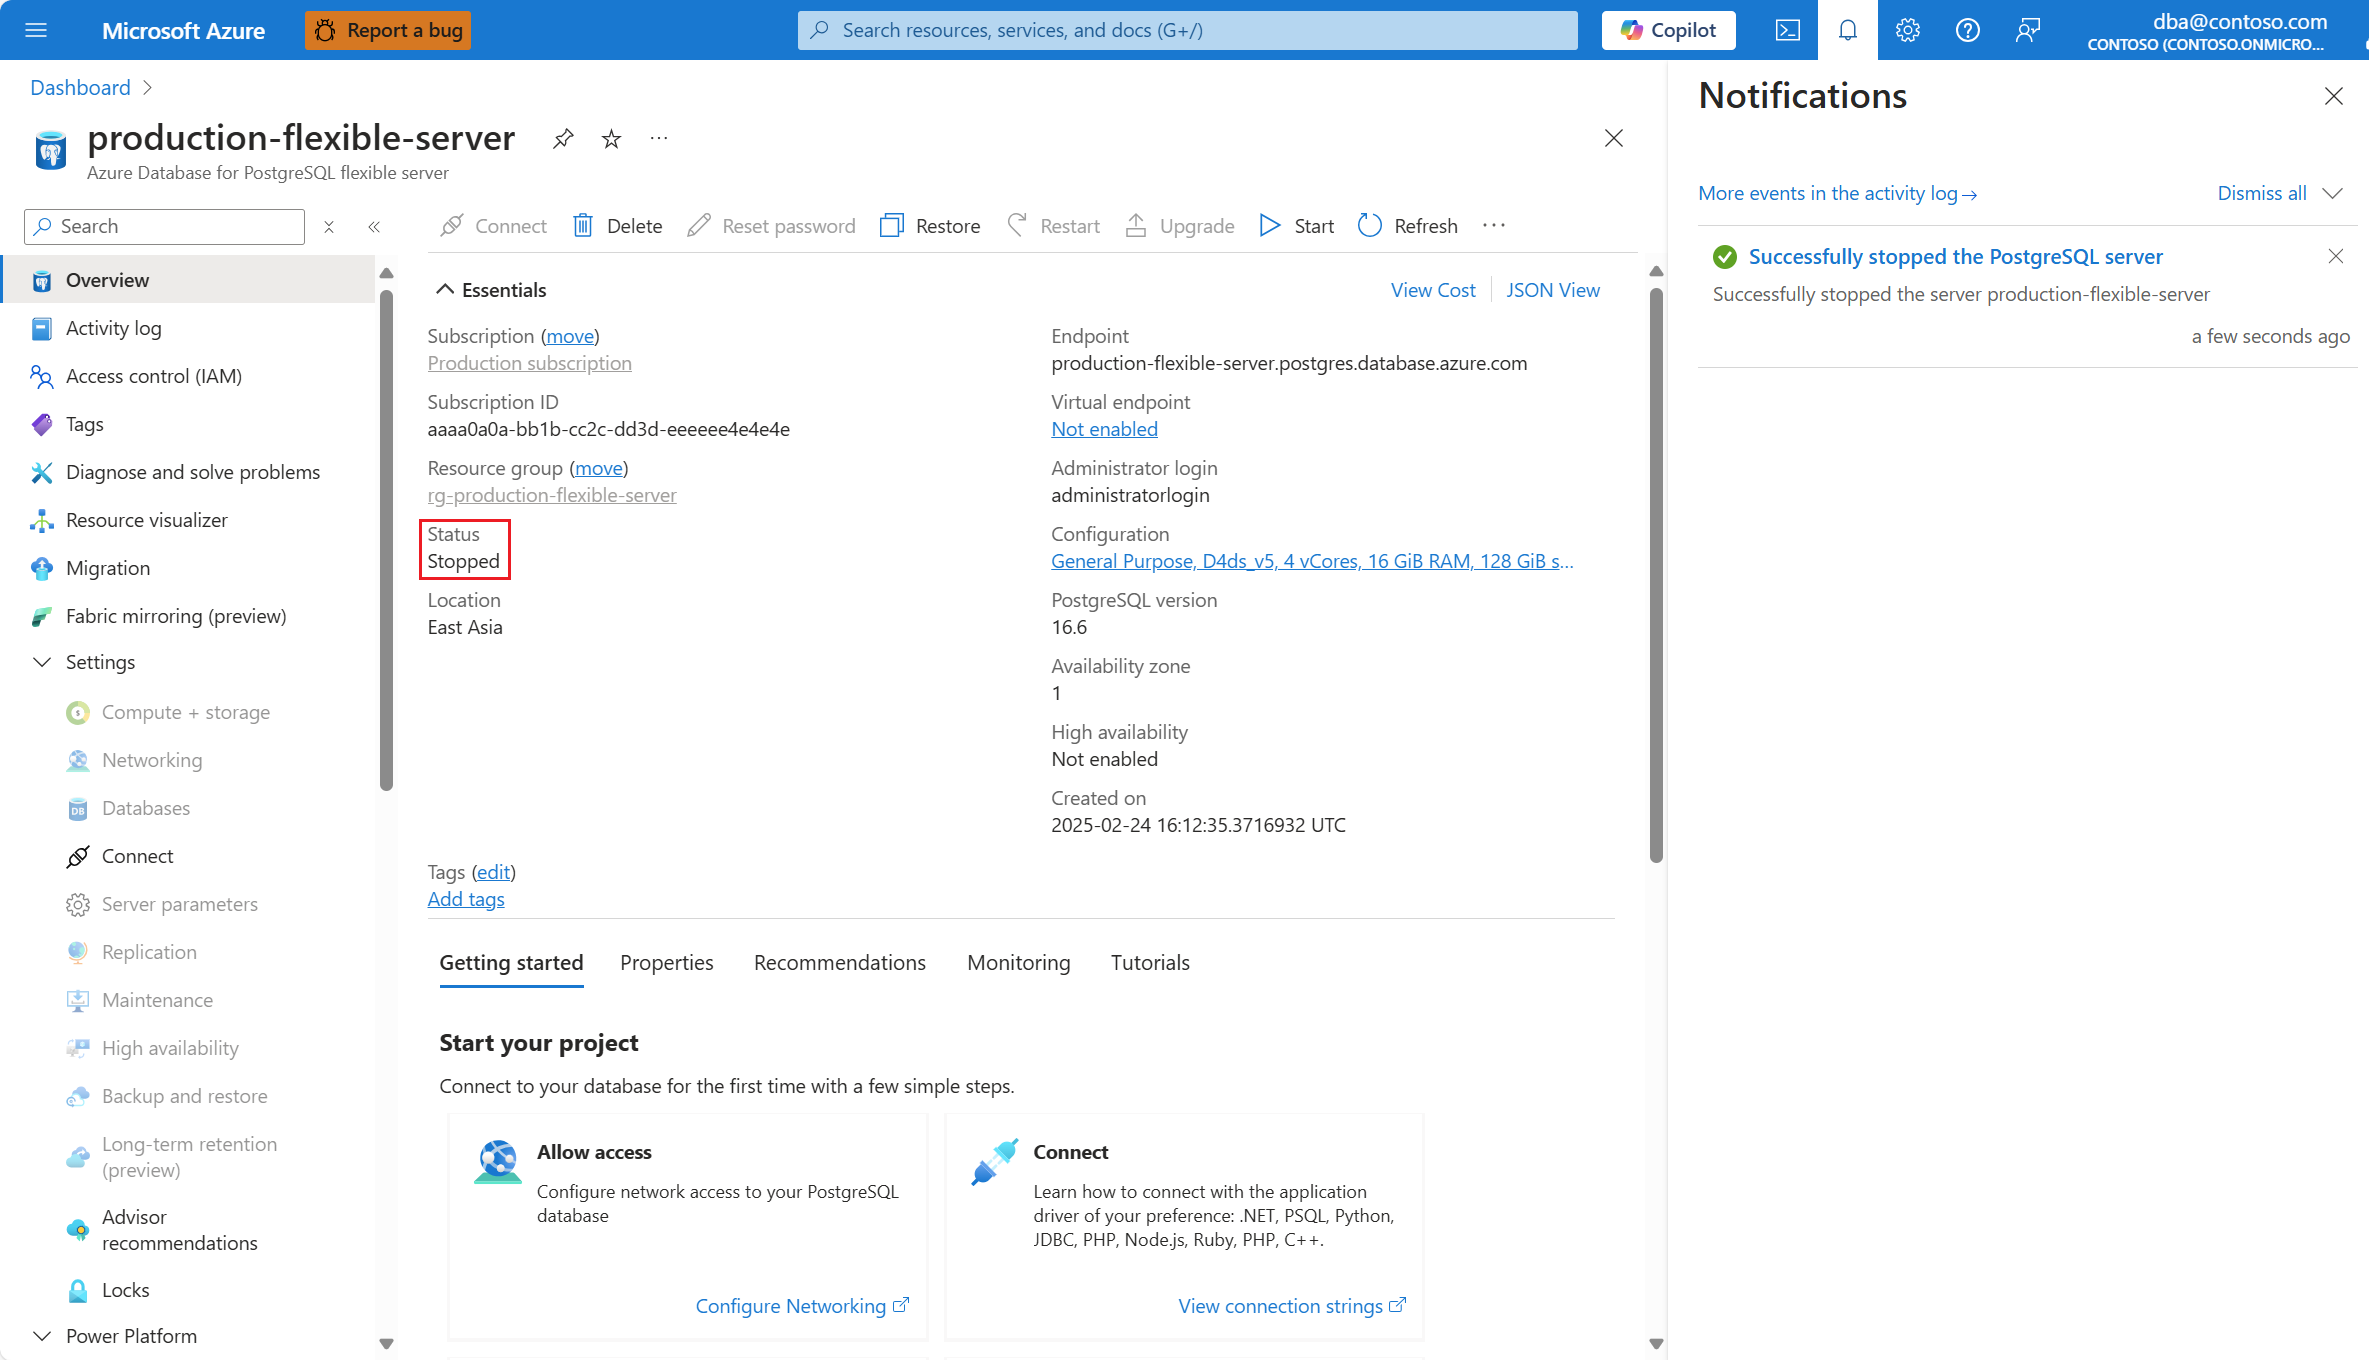 Microsoft Azure
Report a bug
Search resources, services, and docs (G+/)
Copilot
dba@contoso.com
CONTOSO (CONTOSO.ONMICRO...
Dashboard
production-flexible-server
Azure Database for PostgreSQL flexible server
Search
Connect
Delete
Reset password
Restore
Restart
Upgrade
Start
Refresh
Overview
Activity log
Access control (IAM)
Tags
Diagnose and solve problems
Resource visualizer
Migration
Fabric mirroring (preview)
Settings
Compute + storage
Networking
Databases
Connect
Server parameters
Replication
Maintenance
High availability
Backup and restore
Long-term retention
(preview)
Advisor
recommendations
Locks
Power Platform
Essentials
View Cost
JSON View
Subscription (move)
Production subscription
Subscription ID
aaaa0a0a-bb1b-cc2c-dd3d-eeeeee4e4e4e
Resource group (move)
rg-production-flexible-server
Status
Stopped
Location
East Asia
Endpoint
production-flexible-server.postgres.database.azure.com
Virtual endpoint
Not enabled
Administrator login
administratorlogin
Configuration
General Purpose, D4ds_v5, 4 vCores, 16 GiB RAM, 128 GiB s...
PostgreSQL version
16.6
Availability zone
1
High availability
Not enabled
Created on
2025-02-24 16:12:35.3716932 UTC
Tags (edit)
Add tags
Getting started
Properties
Recommendations
Monitoring
Tutorials
Start your project
Connect to your database for the first time with a few simple steps.
Allow access
Configure network access to your PostgreSQL
database
Configure Networking
Connect
Learn how to connect with the application
driver of your preference: .NET, PSQL, Python,
JDBC, PHP, Node.js, Ruby, PHP, C++.
View connection strings
Notifications
More events in the activity log→
Dismiss all
Successfully stopped the PostgreSQL server
Successfully stopped the server production-flexible-server
a few seconds ago